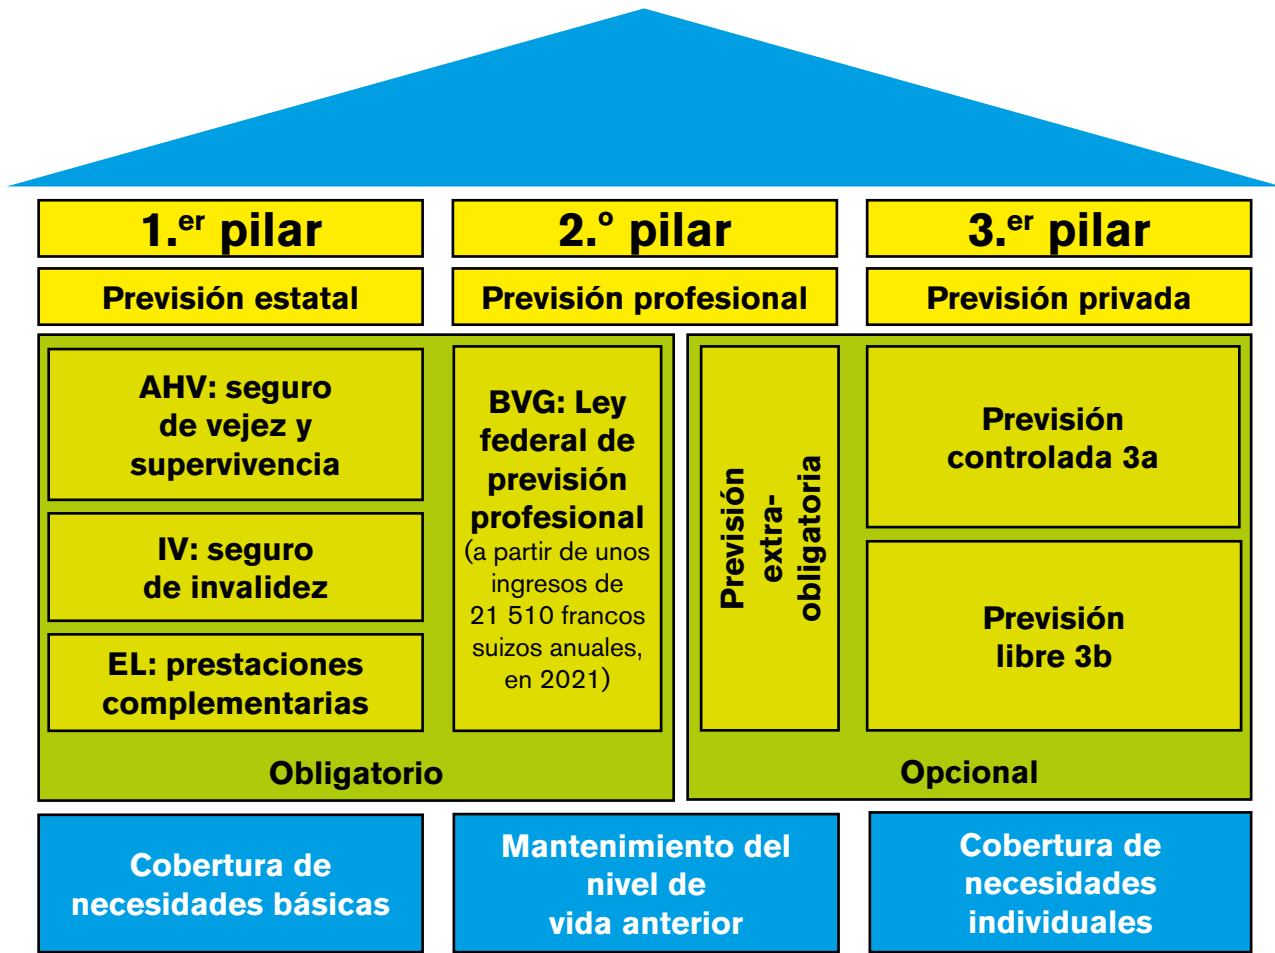 1.er pilar
2.º pilar
3.er pilar
Previsión estatal
Previsión profesional
Previsión privada
AHV: seguro
de vejez y
supervivencia
IV: seguro
de invalidez
EL: prestaciones
complementarias
BVG: Ley
federal de
previsión
profesional
(a partir de unos
ingresos de
21 510 francos
suizos anuales,
en 2021)
Obligatorio
Previsión
extra-
obligatoria
Previsión
controlada 3a
Previsión
libre 3b
Opcional
Cobertura de
necesidades básicas
Mantenimiento del
nivel de
vida anterior
Cobertura de
necesidades
individuales